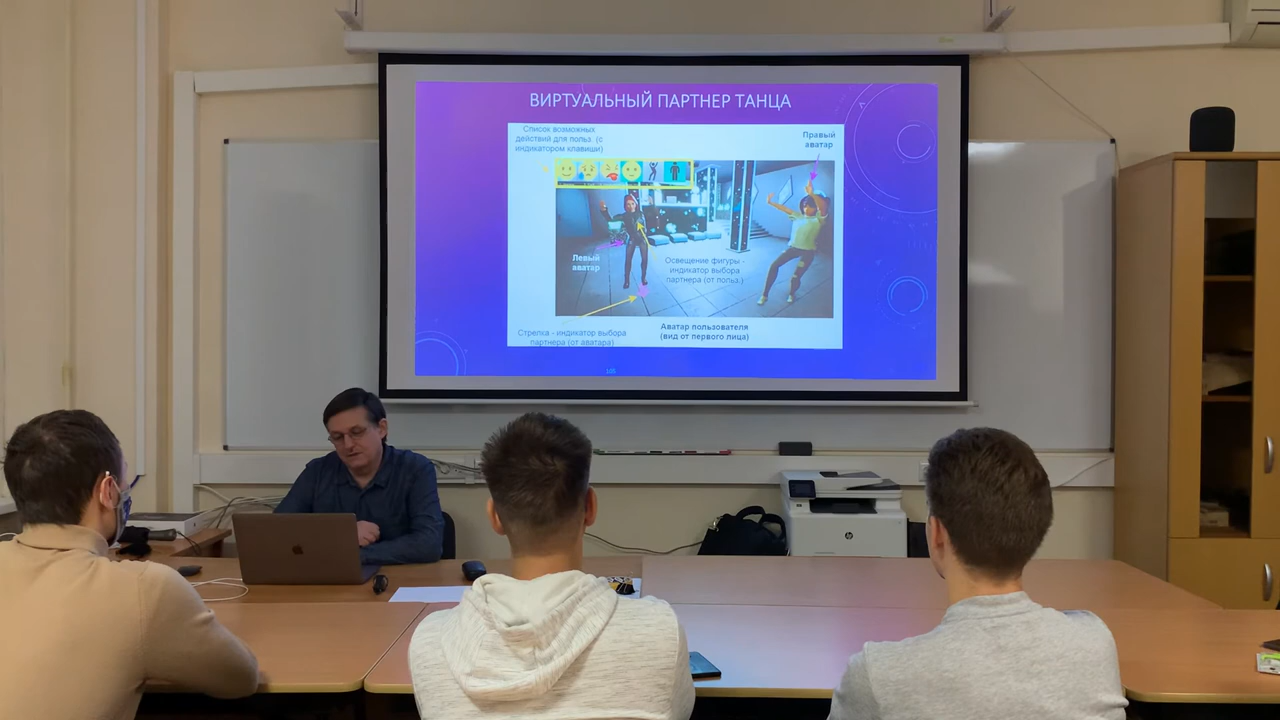 ВИРТУАЛЬНЫЙ ПАРТНЕР ТАНЦА
Список возможных
действий для польз. (с
индикатором клавиши)
Правый
аватар
Левый
аватар
Освещение фигуры -
индикатор выбора
партнера (от польз.)
Стрелка - индикатор выбора
партнера (от аватара)
Аватар пользователя
(вид от первого лица)
hp